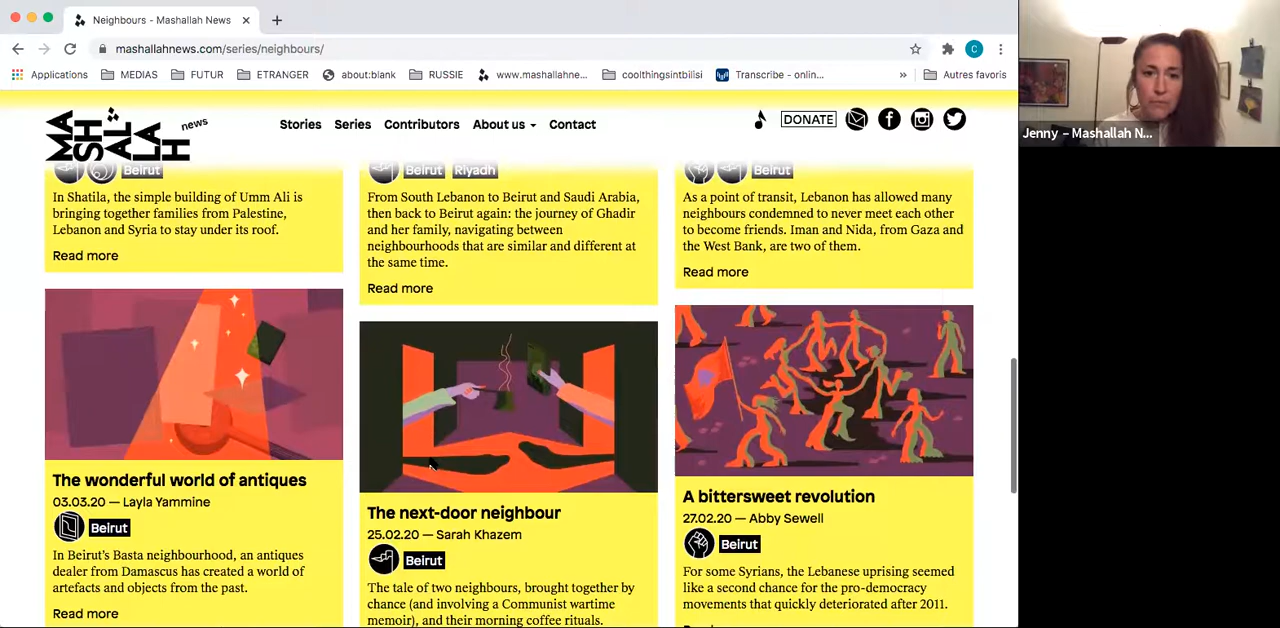 Neighbours - Mashallah News
mashallahnews.com/series/neighbours/
C
Applications
MEDIAS
FUTUR
ETRANGER
about:blank
RUSSIE
www.mashallahne...
coolthingsintbilisi
Transcribe - onlin...
»
Autres favoris
MASHALLAH news
Stories
Series
Contributors
About us
Contact
DONATE
Beirut
Beirut Riyadh
Beirut
In Shatila, the simple building of Umm Ali is
bringing together families from Palestine,
Lebanon and Syria to stay under its roof.
Read more
From South Lebanon to Beirut and Saudi Arabia,
then back to Beirut again: the journey of Ghadir
and her family, navigating between
neighbourhoods that are similar and different at
the same time.
Read more
As a point of transit, Lebanon has allowed many
neighbours condemned to never meet each other
to become friends. Iman and Nida, from Gaza and
the West Bank, are two of them.
Read more
The wonderful world of antiques
03.03.20 — Layla Yammine
Beirut
In Beirut's Basta neighbourhood, an antiques
dealer from Damascus has created a world of
artefacts and objects from the past.
Read more
The next-door neighbour
25.02.20 — Sarah Khazem
Beirut
The tale of two neighbours, brought together by
chance (and involving a Communist wartime
memoir), and their morning coffee rituals.
A bittersweet revolution
27.02.20 — Abby Sewell
Beirut
For some Syrians, the Lebanese uprising seemed
like a second chance for the pro-democracy
movements that quickly deteriorated after 2011.
Jenny – Mashallah N...